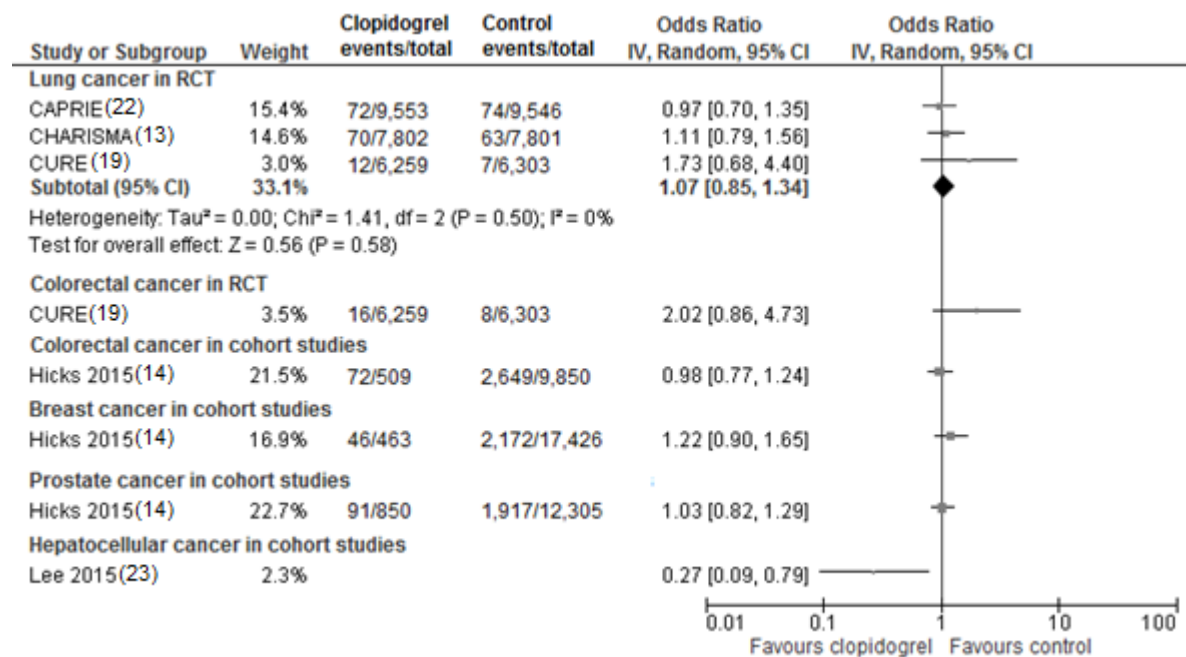 Clopidogrel Control Odds Ratio Odds Ratio
Study or Subgroup Weight events/total events/total IV, Random, 95% CI IV, Random, 95% CI
Lung cancer in RCT
CAPRIE(22) 15.4% 72/9,553 74/9,546 0.97 [0.70, 1.35]
CHARISMA(13) 14.6% 70/7,802 63/7,801 1.11 [0.79, 1.56]
CURE(19) 3.0% 12/6,259 7/6,303 1.73 [0.68, 4.40]
Subtotal (95% CI) 33.1% 1.07 [0.85, 1.34]
Heterogeneity: Tau² = 0.00; Chi² = 1.41, df = 2 (P = 0.50); I² = 0%
Test for overall effect: Z = 0.56 (P = 0.58)
Colorectal cancer in RCT
CURE(19) 3.5% 16/6,259 8/6,303 2.02 [0.86, 4.73]
Colorectal cancer in cohort studies
Hicks 2015(14) 21.5% 72/509 2,649/9,850 0.98 [0.77, 1.24]
Breast cancer in cohort studies
Hicks 2015(14) 16.9% 46/463 2,172/17,426 1.22 [0.90, 1.65]
Prostate cancer in cohort studies
Hicks 2015(14) 22.7% 91/850 1,917/12,305 1.03 [0.82, 1.29]
Hepatocellular cancer in cohort studies
Lee 2015(23) 2.3% 0.27 [0.09, 0.79]
0.01 0.1 1 10 100
Favours clopidogrel Favours control